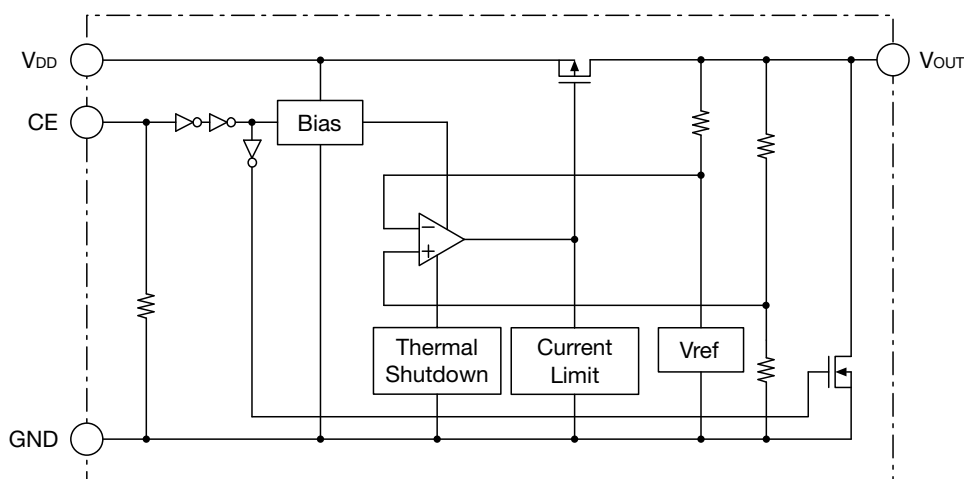 VDD
VOUT
CE
Bias
−
+
Thermal
Shutdown
Current
Limit
Vref
GND